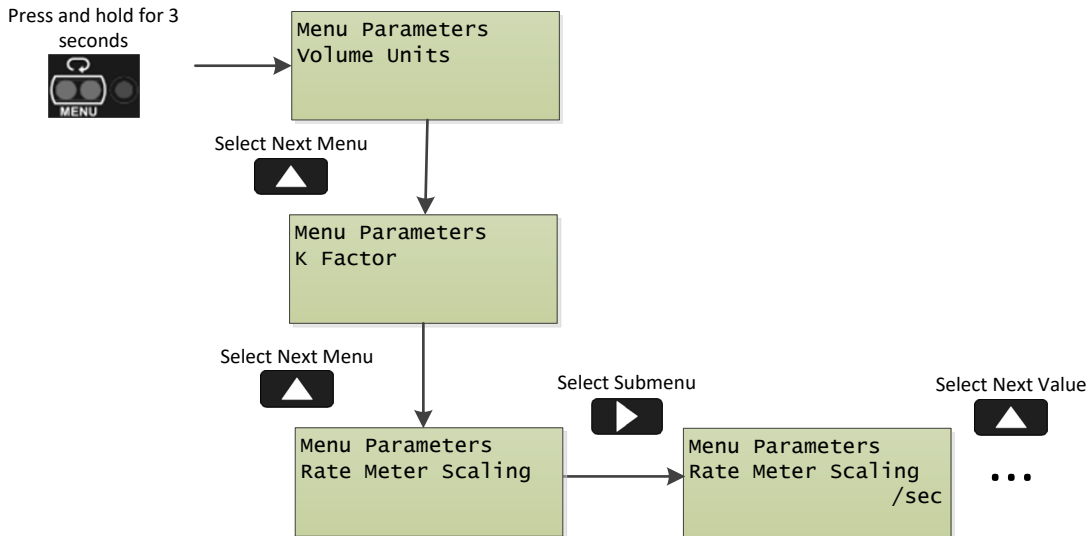 Press and hold for 3
seconds
MENU
Menu Parameters
Volume Units
Select Next Menu
Menu Parameters
K Factor
Select Next Menu
Menu Parameters
Rate Meter Scaling
Select Submenu
Menu Parameters
Rate Meter Scaling
/sec
Select Next Value
...